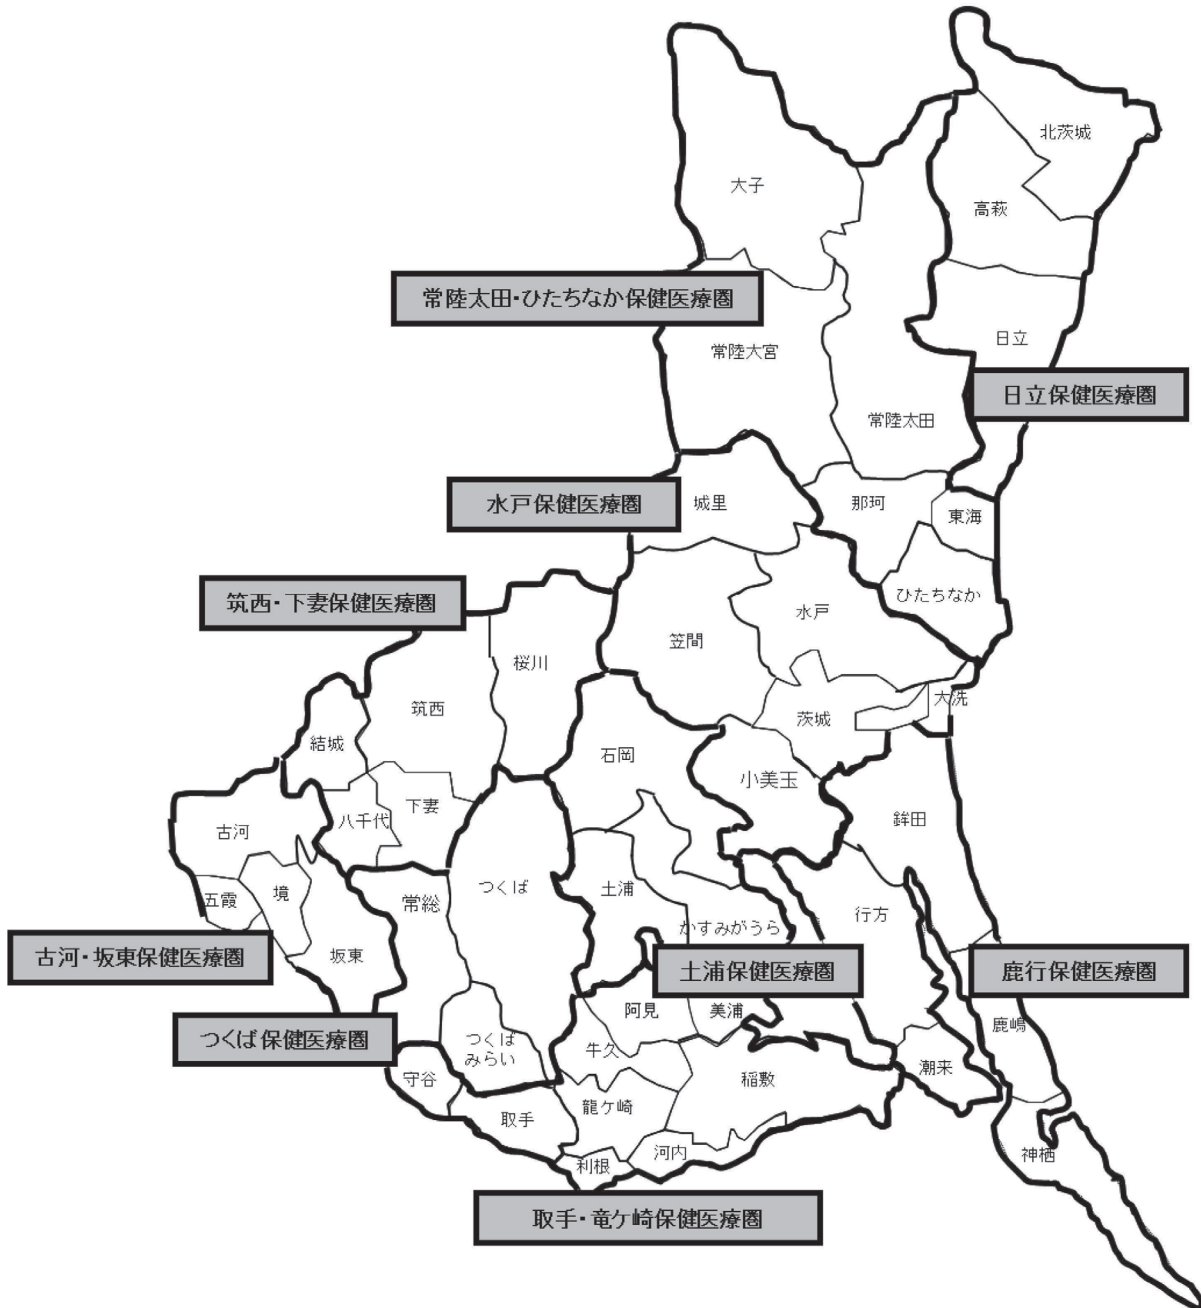 北茨城
大子
高萩
常陸太田・ひたちなか保健医療圏
日立
常陸大宮
日立保健医療圏
常陸太田
水戸保健医療圏
城里
那珂
東海
筑西・下妻保健医療圏
ひたちなか
水戸
笠間
桜川
大洗
筑西
茨城
結城
石岡
小美玉
下妻
八千代
鉾田
古河
つくば
土浦
境
五霞
常総
行方
かすみがうら
坂東
古河・坂東保健医療圏
土浦保健医療圏
鹿行保健医療圏
阿見
美浦
鹿嶋
つくば保健医療圏
つくば
みらい
牛久
潮来
守谷
稲敷
龍ケ崎
取手
河内
神栖
利根
取手・竜ケ崎保健医療圏